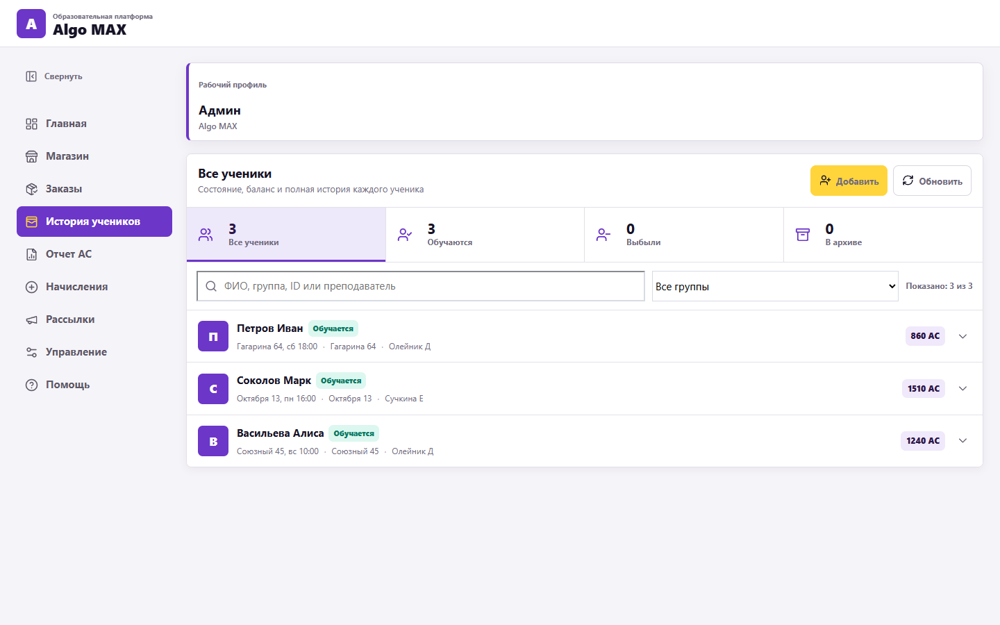 A
Образовательная платформа
Algo MAX
Свернуть
Главная
Магазин
Заказы
История учеников
Отчет АС
Начисления
Рассылки
Управление
Помощь
Рабочий профиль
Админ
Algo MAX
Все ученики
Состояние, баланс и полная история каждого ученика
Добавить
Обновить
3
Все ученики
3
Обучаются
0
Выбыли
0
В архиве
ФИО, группа, ID или преподаватель
Все группы
Показано: 3 из 3
П
Петров Иван Обучается
Гагарина 64, сб 18:00 · Гагарина 64 · Олейник Д
860 АС
С
Соколов Марк Обучается
Октября 13, пн 16:00 · Октября 13 · Сучкина Е
1510 АС
В
Васильева Алиса Обучается
Союзный 45, вс 10:00 · Союзный 45 · Олейник Д
1240 АС